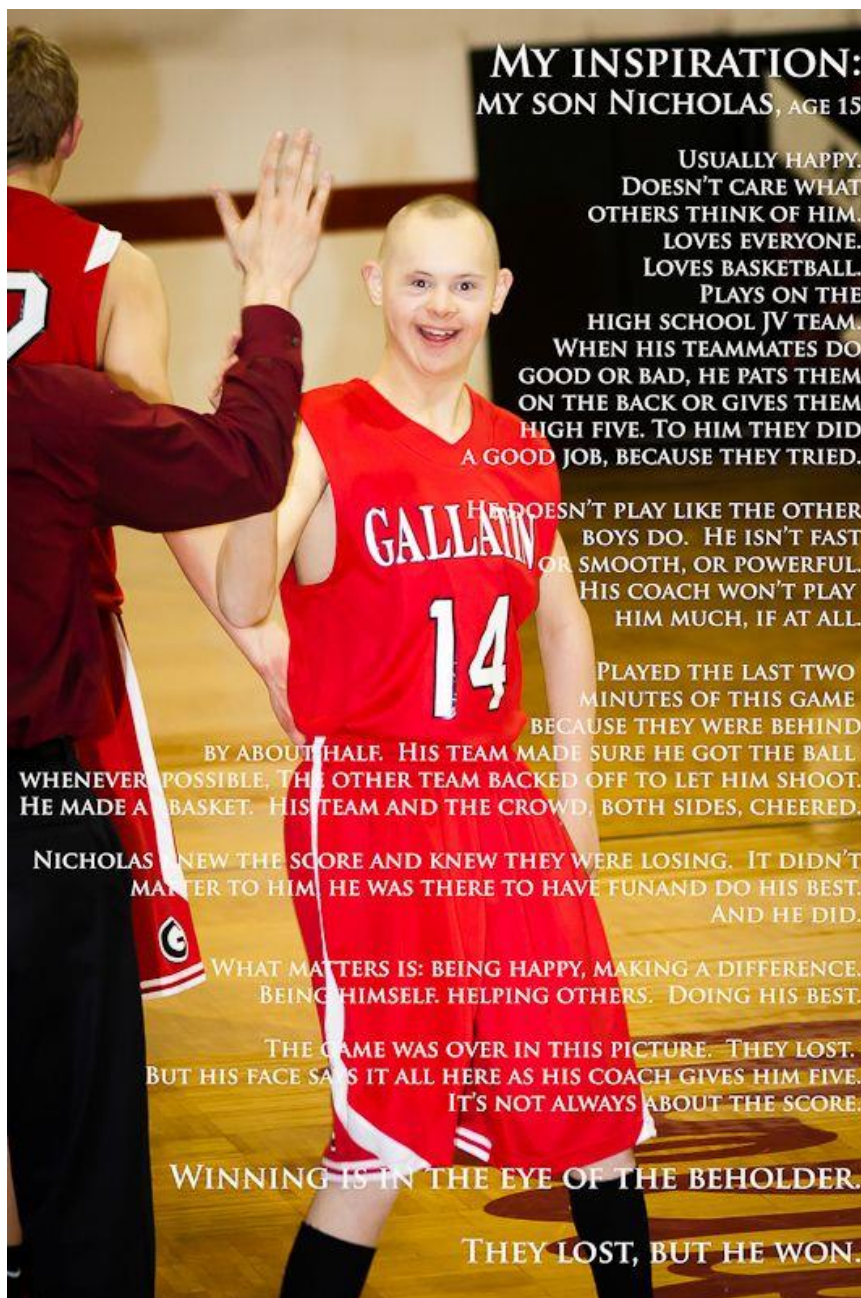 MY INSPIRATION:
MY SON NICHOLAS, AGE 15
USUALLY HAPPY.
DOESN'T CARE WHAT
OTHERS THINK OF HIM.
LOVES EVERYONE.
LOVES BASKETBALL.
PLAYS ON THE
HIGH SCHOOL JV TEAM.
WHEN HIS TEAMMATES DO
GOOD OR BAD, HE PATS THEM
ON THE BACK OR GIVES THEM
HIGH FIVE. TO HIM THEY DID
A GOOD JOB, BECAUSE THEY TRIED.
HE DOESN'T PLAY LIKE THE OTHER
BOYS DO. HE ISN'T FAST
OR SMOOTH, OR POWERFUL.
HIS COACH WON'T PLAY
HIM MUCH, IF AT ALL.
PLAYED THE LAST TWO
MINUTES OF THIS GAME
BECAUSE THEY WERE BEHIND
BY ABOUT HALF. HIS TEAM MADE SURE HE GOT THE BALL
WHENEVER POSSIBLE, THE OTHER TEAM BACKED OFF TO LET HIM SHOOT.
HE MADE A BASKET. HIS TEAM AND THE CROWD, BOTH SIDES, CHEERED.
NICHOLAS KNEW THE SCORE AND KNEW THEY WERE LOSING. IT DIDN'T
MATTER TO HIM, HE WAS THERE TO HAVE FUNAND DO HIS BEST.
AND HE DID.
WHAT MATTERS IS: BEING HAPPY, MAKING A DIFFERENCE.
BEING HIMSELF. HELPING OTHERS. DOING HIS BEST.
THE GAME WAS OVER IN THIS PICTURE. THEY LOST.
BUT HIS FACE SAYS IT ALL HERE AS HIS COACH GIVES HIM FIVE.
IT'S NOT ALWAYS ABOUT THE SCORE.
WINNING IS IN THE EYE OF THE BEHOLDER.
THEY LOST, BUT HE WON.
GALLATIN
14
G